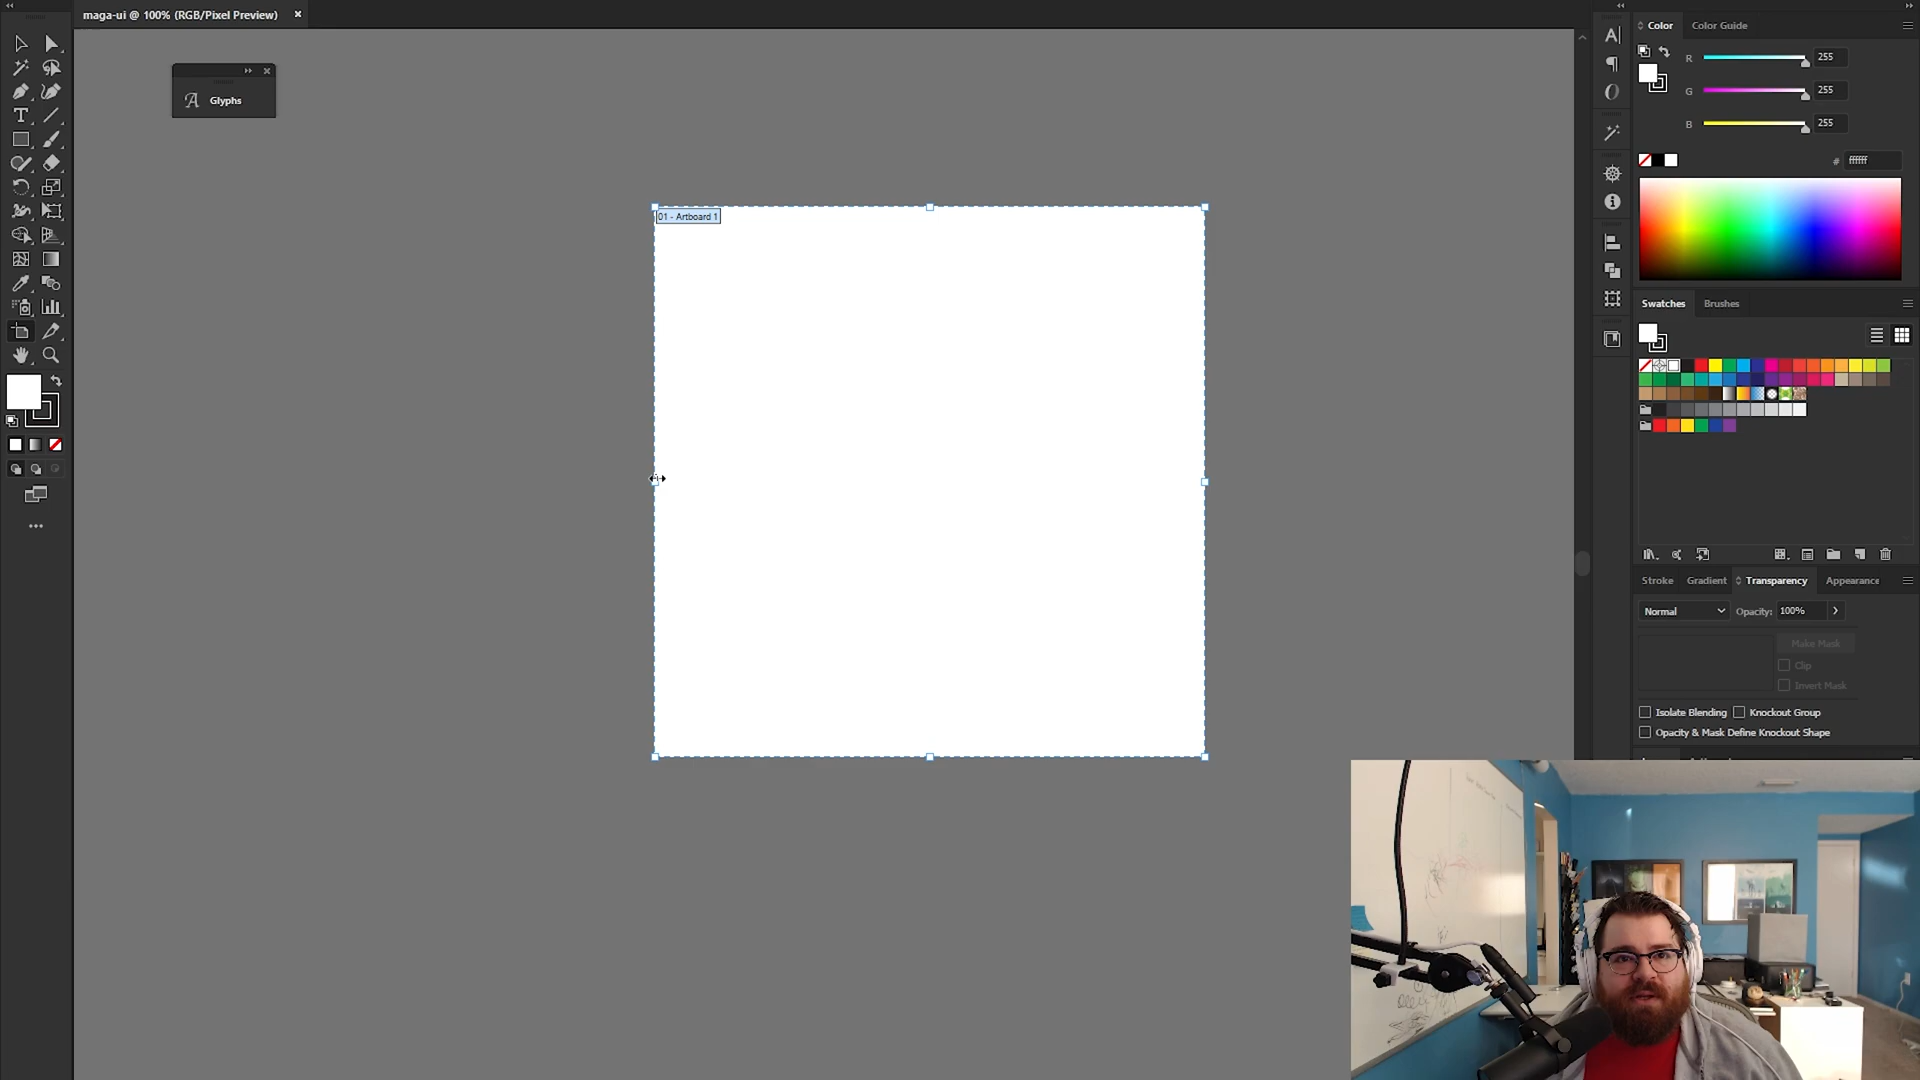 maga-ui @ 100% (RGB/Pixel Preview)
Glyphs
01 - Artboard 1
Color
Color Guide
R
255
G
255
B
255
#
ffffff
Swatches
Brushes
Stroke
Gradient
Transparency
Appearance
Normal
Opacity:
100%
Make Mask
Clip
Invert Mask
Isolate Blending
Knockout Group
Opacity & Mask Define Knockout Shape